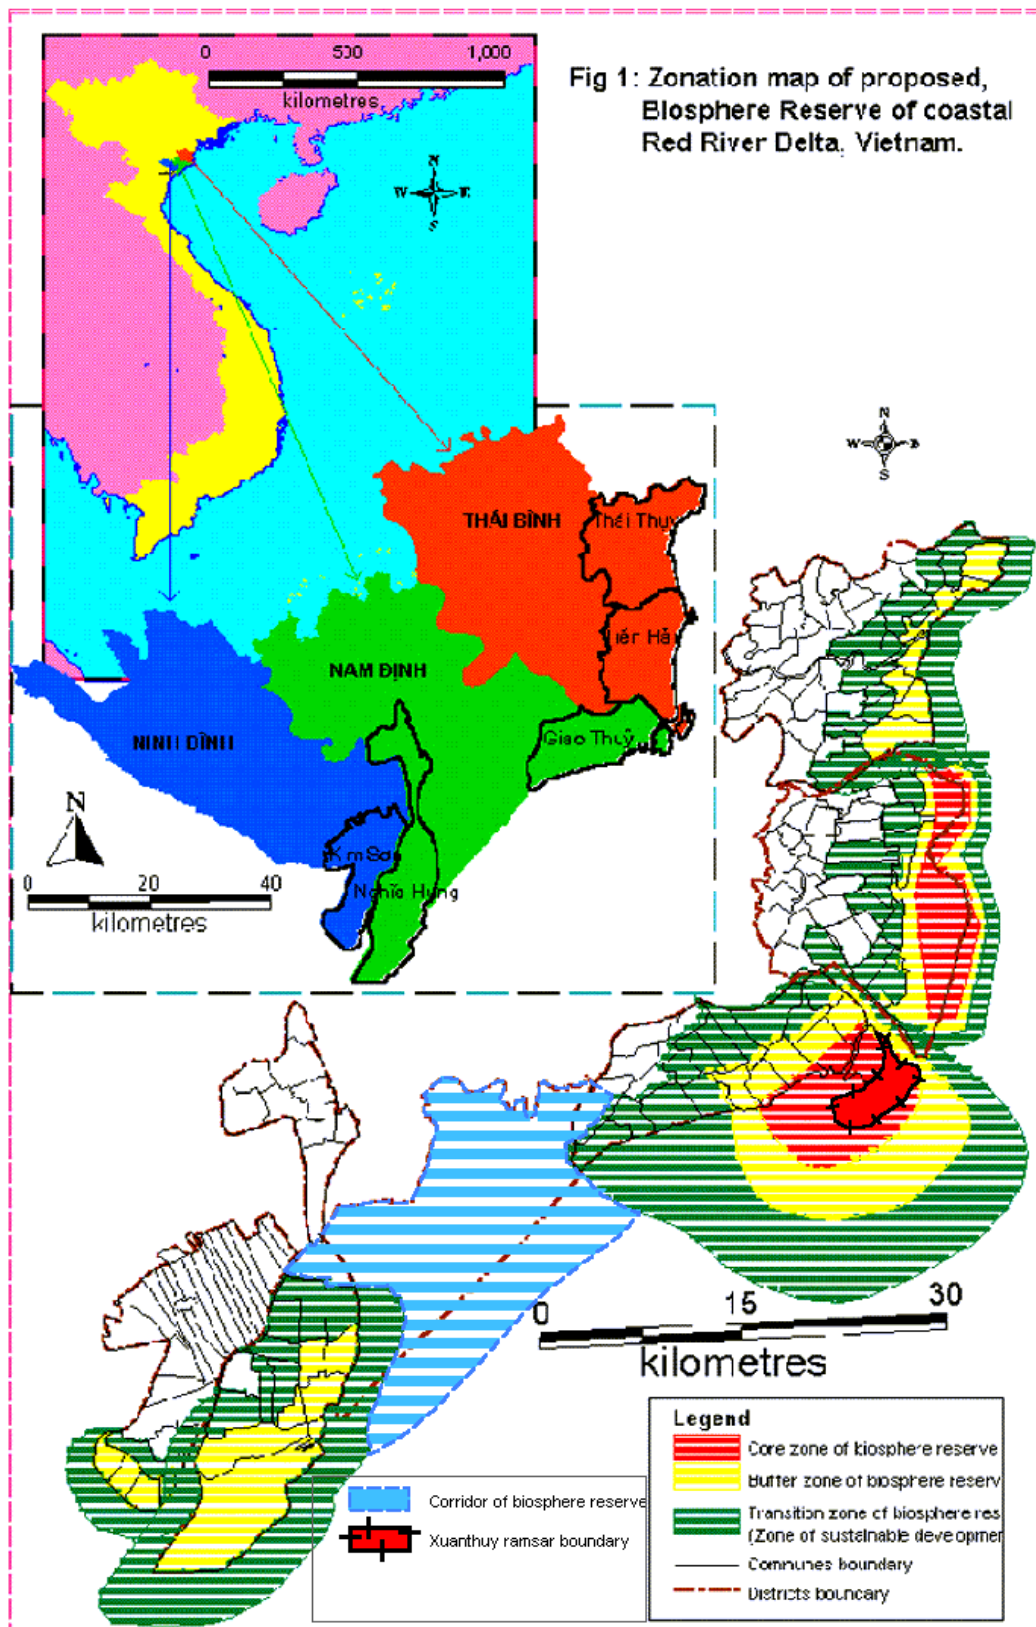 0 500 1,000
kilometres
Fig 1: Zonation map of proposed,
Biosphere Reserve of coastal
Red River Delta, Vietnam.
N
W E
S
N
W E
S
THÁI BÌNH
Thái Thụy
NAM ĐỊNH
Giao Thuỷ
Nghĩa Hưng
N
0 20 40
kilometres
0 15 30
kilometres
Legend
Core zone of biosphere reserve
Buffer zone of biosphere reserv
Transition zone of biosphere res
(Zone of sustainable developmer
Communes boundary
Districts boundary
Corridor of biosphere reserve
Xuanthuy ramsar boundary